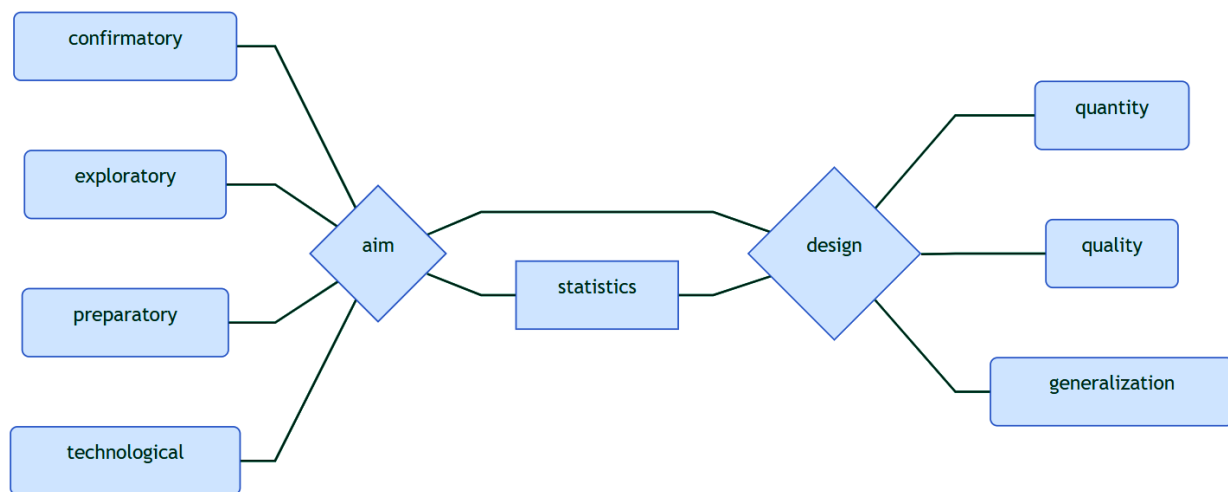 confirmatory
exploratory
preparatory
technological
aim
statistics
design
quantity
quality
generalization